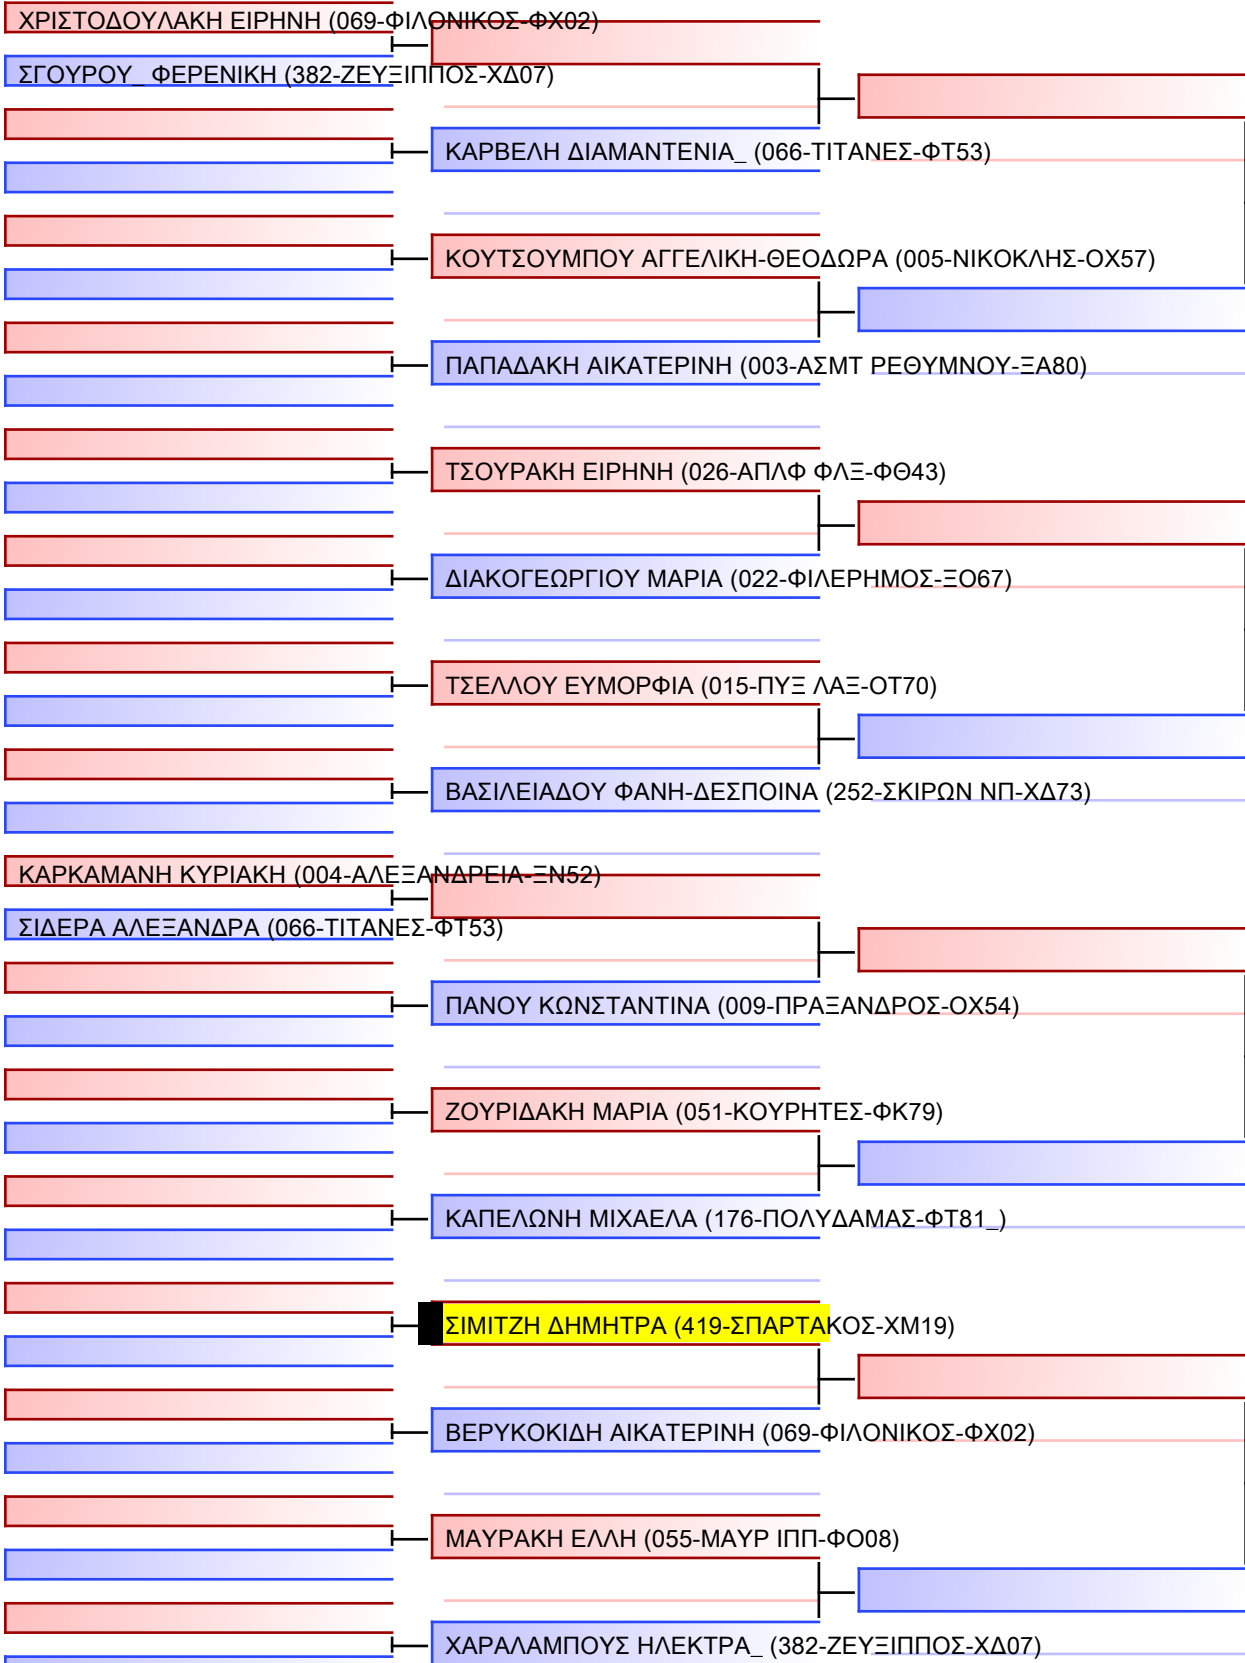 ΧΡΙΣΤΟΔΟΥΛΑΚΗ ΕΙΡΗΝΗ (069-ΦΙΛΟΝΙΚΟΣ-ΦΧ02)
ΣΓΟΥΡΟΥ_ ΦΕΡΕΝΙΚΗ (382-ΖΕΥΞΙΠΠΟΣ-ΧΔ07)
ΚΑΡΒΕΛΗ ΔΙΑΜΑΝΤΕΝΙΑ_ (066-ΤΙΤΑΝΕΣ-ΦΤ53)
ΚΟΥΤΣΟΥΜΠΟΥ ΑΓΓΕΛΙΚΗ-ΘΕΟΔΩΡΑ (005-ΝΙΚΟΚΛΗΣ-ΟΧ57)
ΠΑΠΑΔΑΚΗ ΑΙΚΑΤΕΡΙΝΗ (003-ΑΣΜΤ ΡΕΘΥΜΝΟΥ-ΞΑ80)
ΤΣΟΥΡΑΚΗ ΕΙΡΗΝΗ (026-ΑΠΛΦ ΦΛΞ-ΦΘ43)
ΔΙΑΚΟΓΕΩΡΓΙΟΥ ΜΑΡΙΑ (022-ΦΙΛΕΡΗΜΟΣ-ΞΟ67)
ΤΣΕΛΛΟΥ ΕΥΜΟΡΦΙΑ (015-ΠΥΞ ΛΑΞ-ΟΤ70)
ΒΑΣΙΛΕΙΑΔΟΥ ΦΑΝΗ-ΔΕΣΠΟΙΝΑ (252-ΣΚΙΡΩΝ ΝΠ-ΧΔ73)
ΚΑΡΚΑΜΑΝΗ ΚΥΡΙΑΚΗ (004-ΑΛΕΞΑΝΔΡΕΙΑ-ΞΝ52)
ΣΙΔΕΡΑ ΑΛΕΞΑΝΔΡΑ (066-ΤΙΤΑΝΕΣ-ΦΤ53)
ΠΑΝΟΥ ΚΩΝΣΤΑΝΤΙΝΑ (009-ΠΡΑΞΑΝΔΡΟΣ-ΟΧ54)
ΖΟΥΡΙΔΑΚΗ ΜΑΡΙΑ (051-ΚΟΥΡΗΤΕΣ-ΦΚ79)
ΚΑΠΕΛΩΝΗ ΜΙΧΑΕΛΑ (176-ΠΟΛΥΔΑΜΑΣ-ΦΤ81_)
ΣΙΜΙΤΖΗ ΔΗΜΗΤΡΑ (419-ΣΠΑΡΤΑΚΟΣ-ΧΜ19)
ΒΕΡΥΚΟΚΙΔΗ ΑΙΚΑΤΕΡΙΝΗ (069-ΦΙΛΟΝΙΚΟΣ-ΦΧ02)
ΜΑΥΡΑΚΗ ΕΛΛΗ (055-ΜΑΥΡ ΙΠΠ-ΦΟ08)
ΧΑΡΑΛΑΜΠΟΥΣ ΗΛΕΚΤΡΑ_ (382-ΖΕΥΞΙΠΠΟΣ-ΧΔ07)